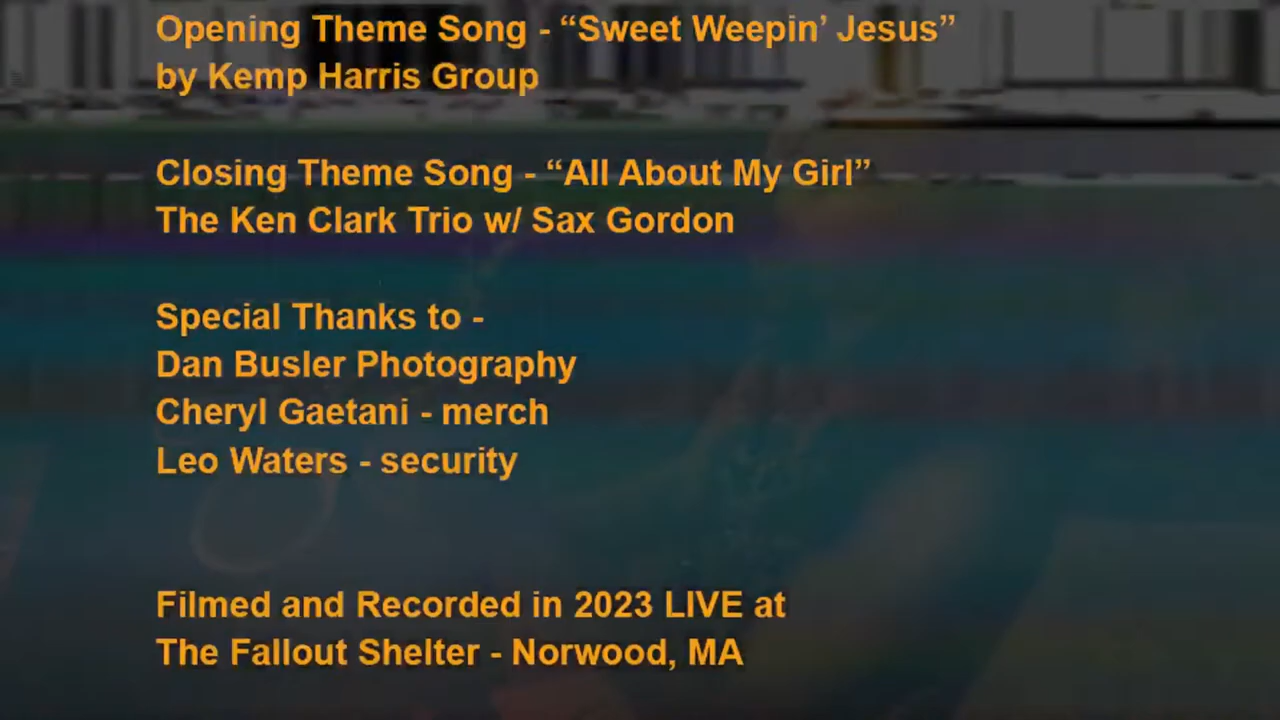 Opening Theme Song - “Sweet Weepin’ Jesus”
by Kemp Harris Group
Closing Theme Song - “All About My Girl”
The Ken Clark Trio w/ Sax Gordon
Special Thanks to -
Dan Busler Photography
Cheryl Gaetani - merch
Leo Waters - security
Filmed and Recorded in 2023 LIVE at
The Fallout Shelter - Norwood, MA